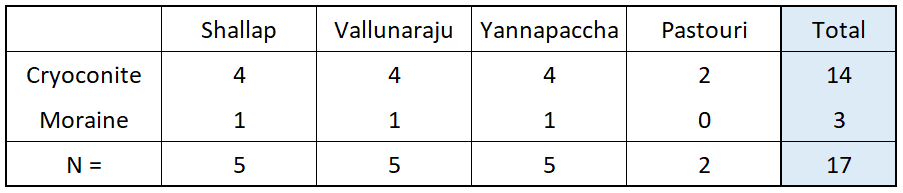 Shallap Vallunaraju Yannapaccha Pastouri Total
Cryoconite 4 4 4 2 14
Moraine 1 1 1 0 3
N = 5 5 5 2 17